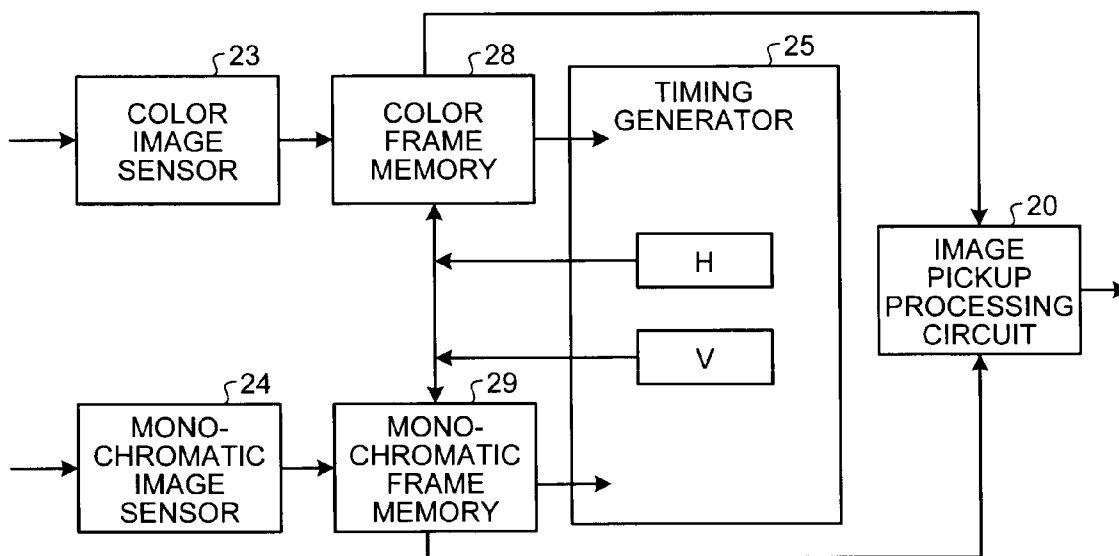 23
COLOR
IMAGE
SENSOR
28
COLOR
FRAME
MEMORY
25
TIMING
GENERATOR
H
V
20
IMAGE
PICKUP
PROCESSING
CIRCUIT
24
MONO-
CHROMATIC
IMAGE
SENSOR
29
MONO-
CHROMATIC
FRAME
MEMORY